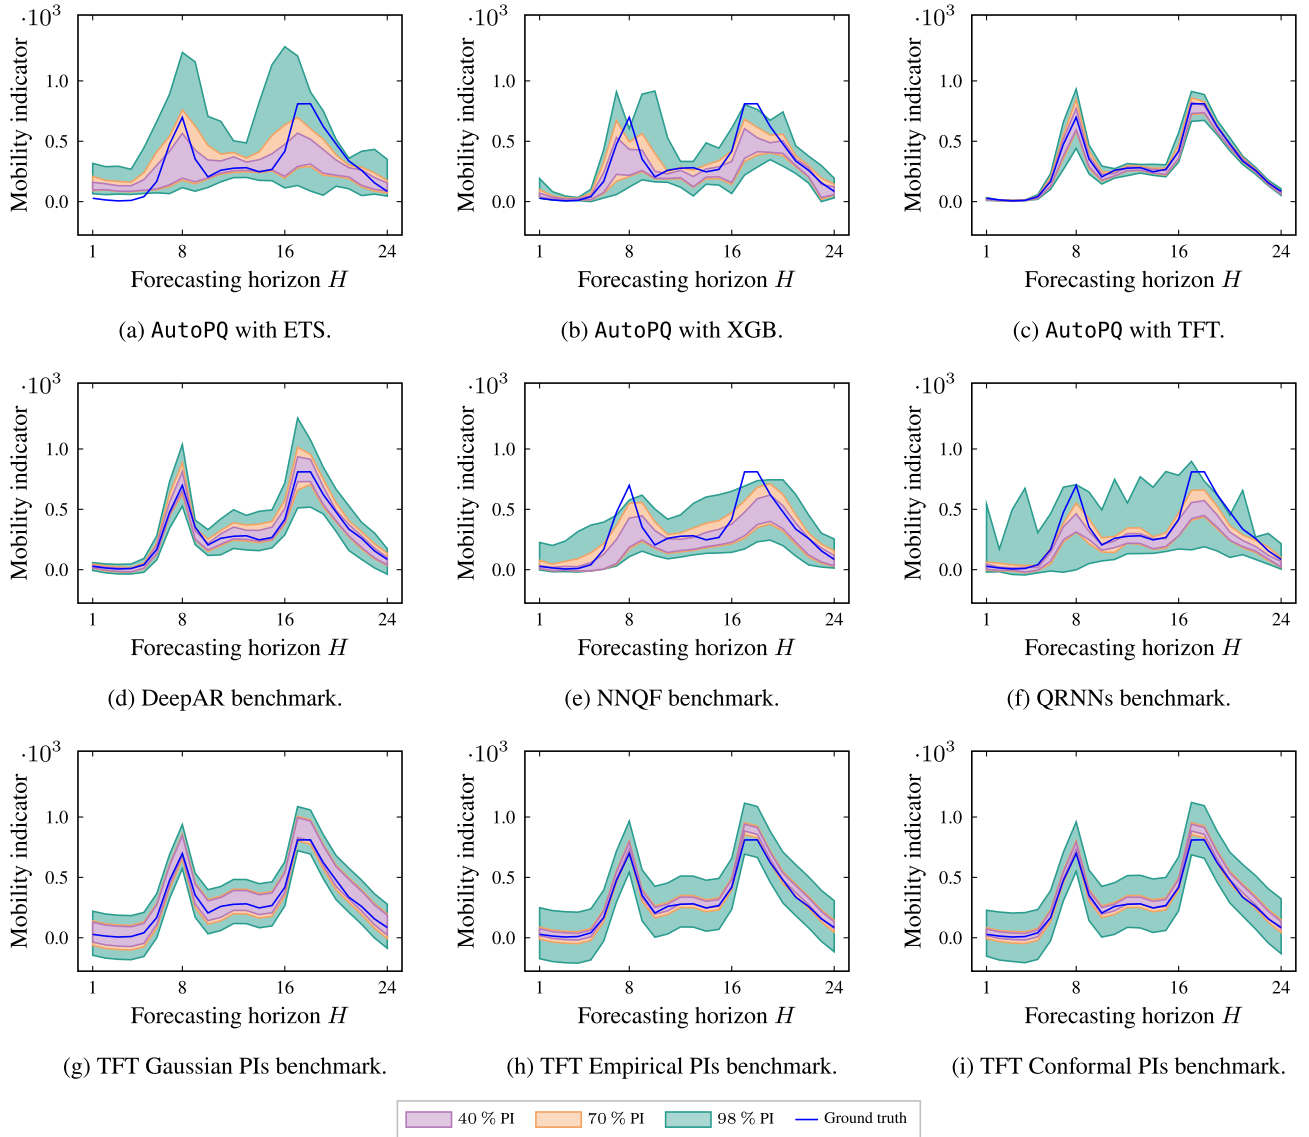 ·10³ ·10³ ·10³
Mobility indicator Mobility indicator Mobility indicator
1.0 1.0 1.0
0.5 0.5 0.5
0.0 0.0 0.0
1 8 16 24 1 8 16 24 1 8 16 24
Forecasting horizon H Forecasting horizon H Forecasting horizon H
(a) AutoPQ with ETS. (b) AutoPQ with XGB. (c) AutoPQ with TFT.
·10³ ·10³ ·10³
Mobility indicator Mobility indicator Mobility indicator
1.0 1.0 1.0
0.5 0.5 0.5
0.0 0.0 0.0
1 8 16 24 1 8 16 24 1 8 16 24
Forecasting horizon H Forecasting horizon H Forecasting horizon H
(d) DeepAR benchmark. (e) NNQF benchmark. (f) QRNNs benchmark.
·10³ ·10³ ·10³
Mobility indicator Mobility indicator Mobility indicator
1.0 1.0 1.0
0.5 0.5 0.5
0.0 0.0 0.0
1 8 16 24 1 8 16 24 1 8 16 24
Forecasting horizon H Forecasting horizon H Forecasting horizon H
(g) TFT Gaussian PIs benchmark. (h) TFT Empirical PIs benchmark. (i) TFT Conformal PIs benchmark.
40 % PI 70 % PI 98 % PI Ground truth